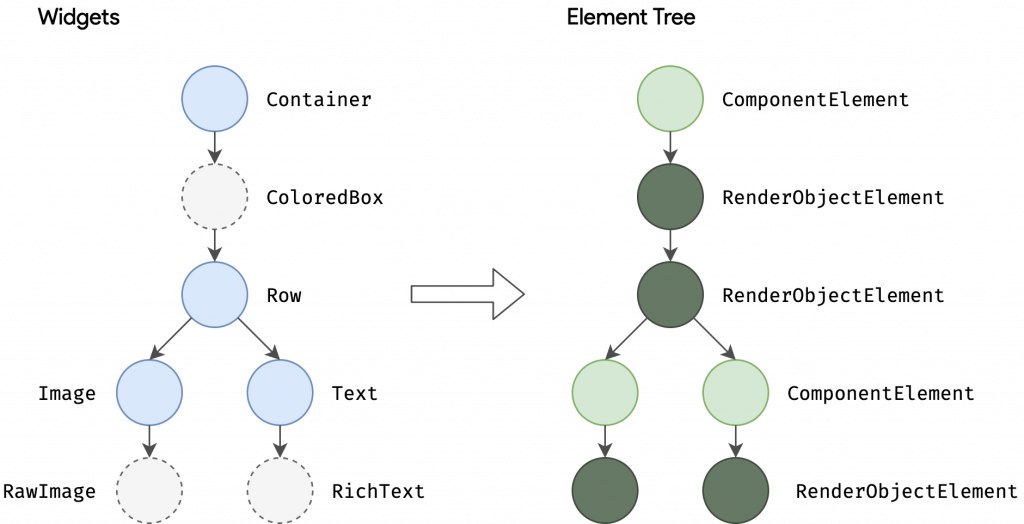 Widgets
Element Tree
Container
ComponentElement
ColoredBox
RenderObjectElement
Row
RenderObjectElement
Image
Text
ComponentElement
RawImage
RichText
RenderObjectElement